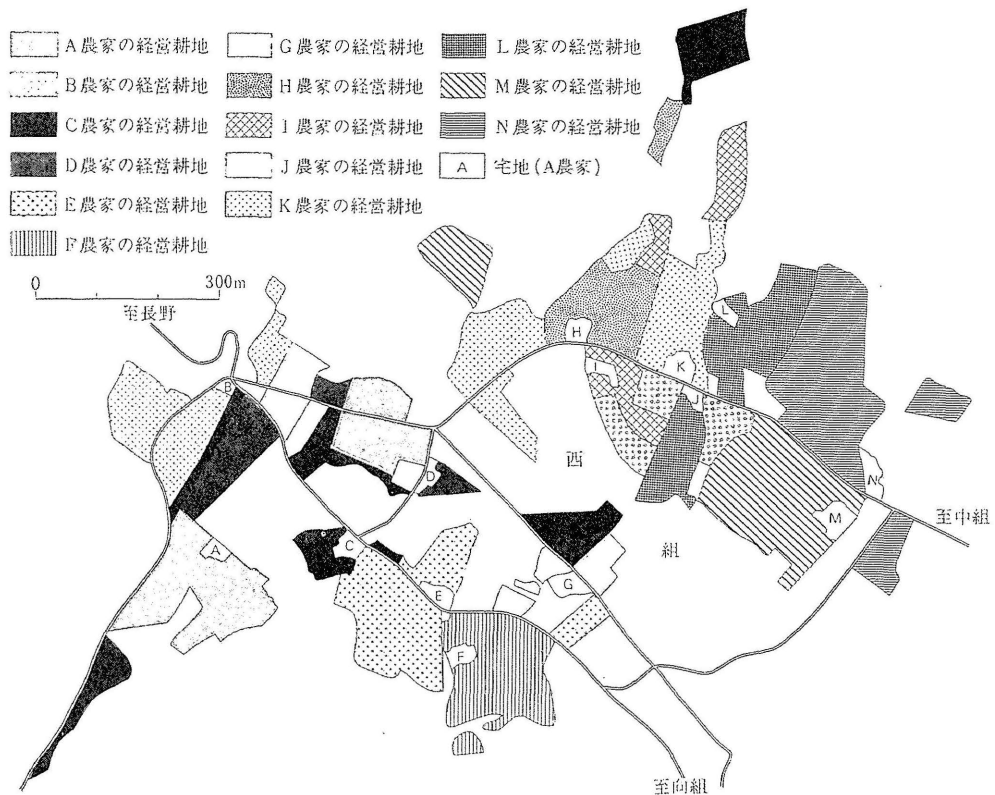 A農家の経営耕地
B農家の経営耕地
C農家の経営耕地
D農家の経営耕地
E農家の経営耕地
F農家の経営耕地
G農家の経営耕地
H農家の経営耕地
I農家の経営耕地
J農家の経営耕地
K農家の経営耕地
L農家の経営耕地
M農家の経営耕地
N農家の経営耕地
A 宅地(A農家)
0 300m
至長野
B
H
L
I
K
J
西
D
N
至中組
M
組
C
A
G
E
F
至向組